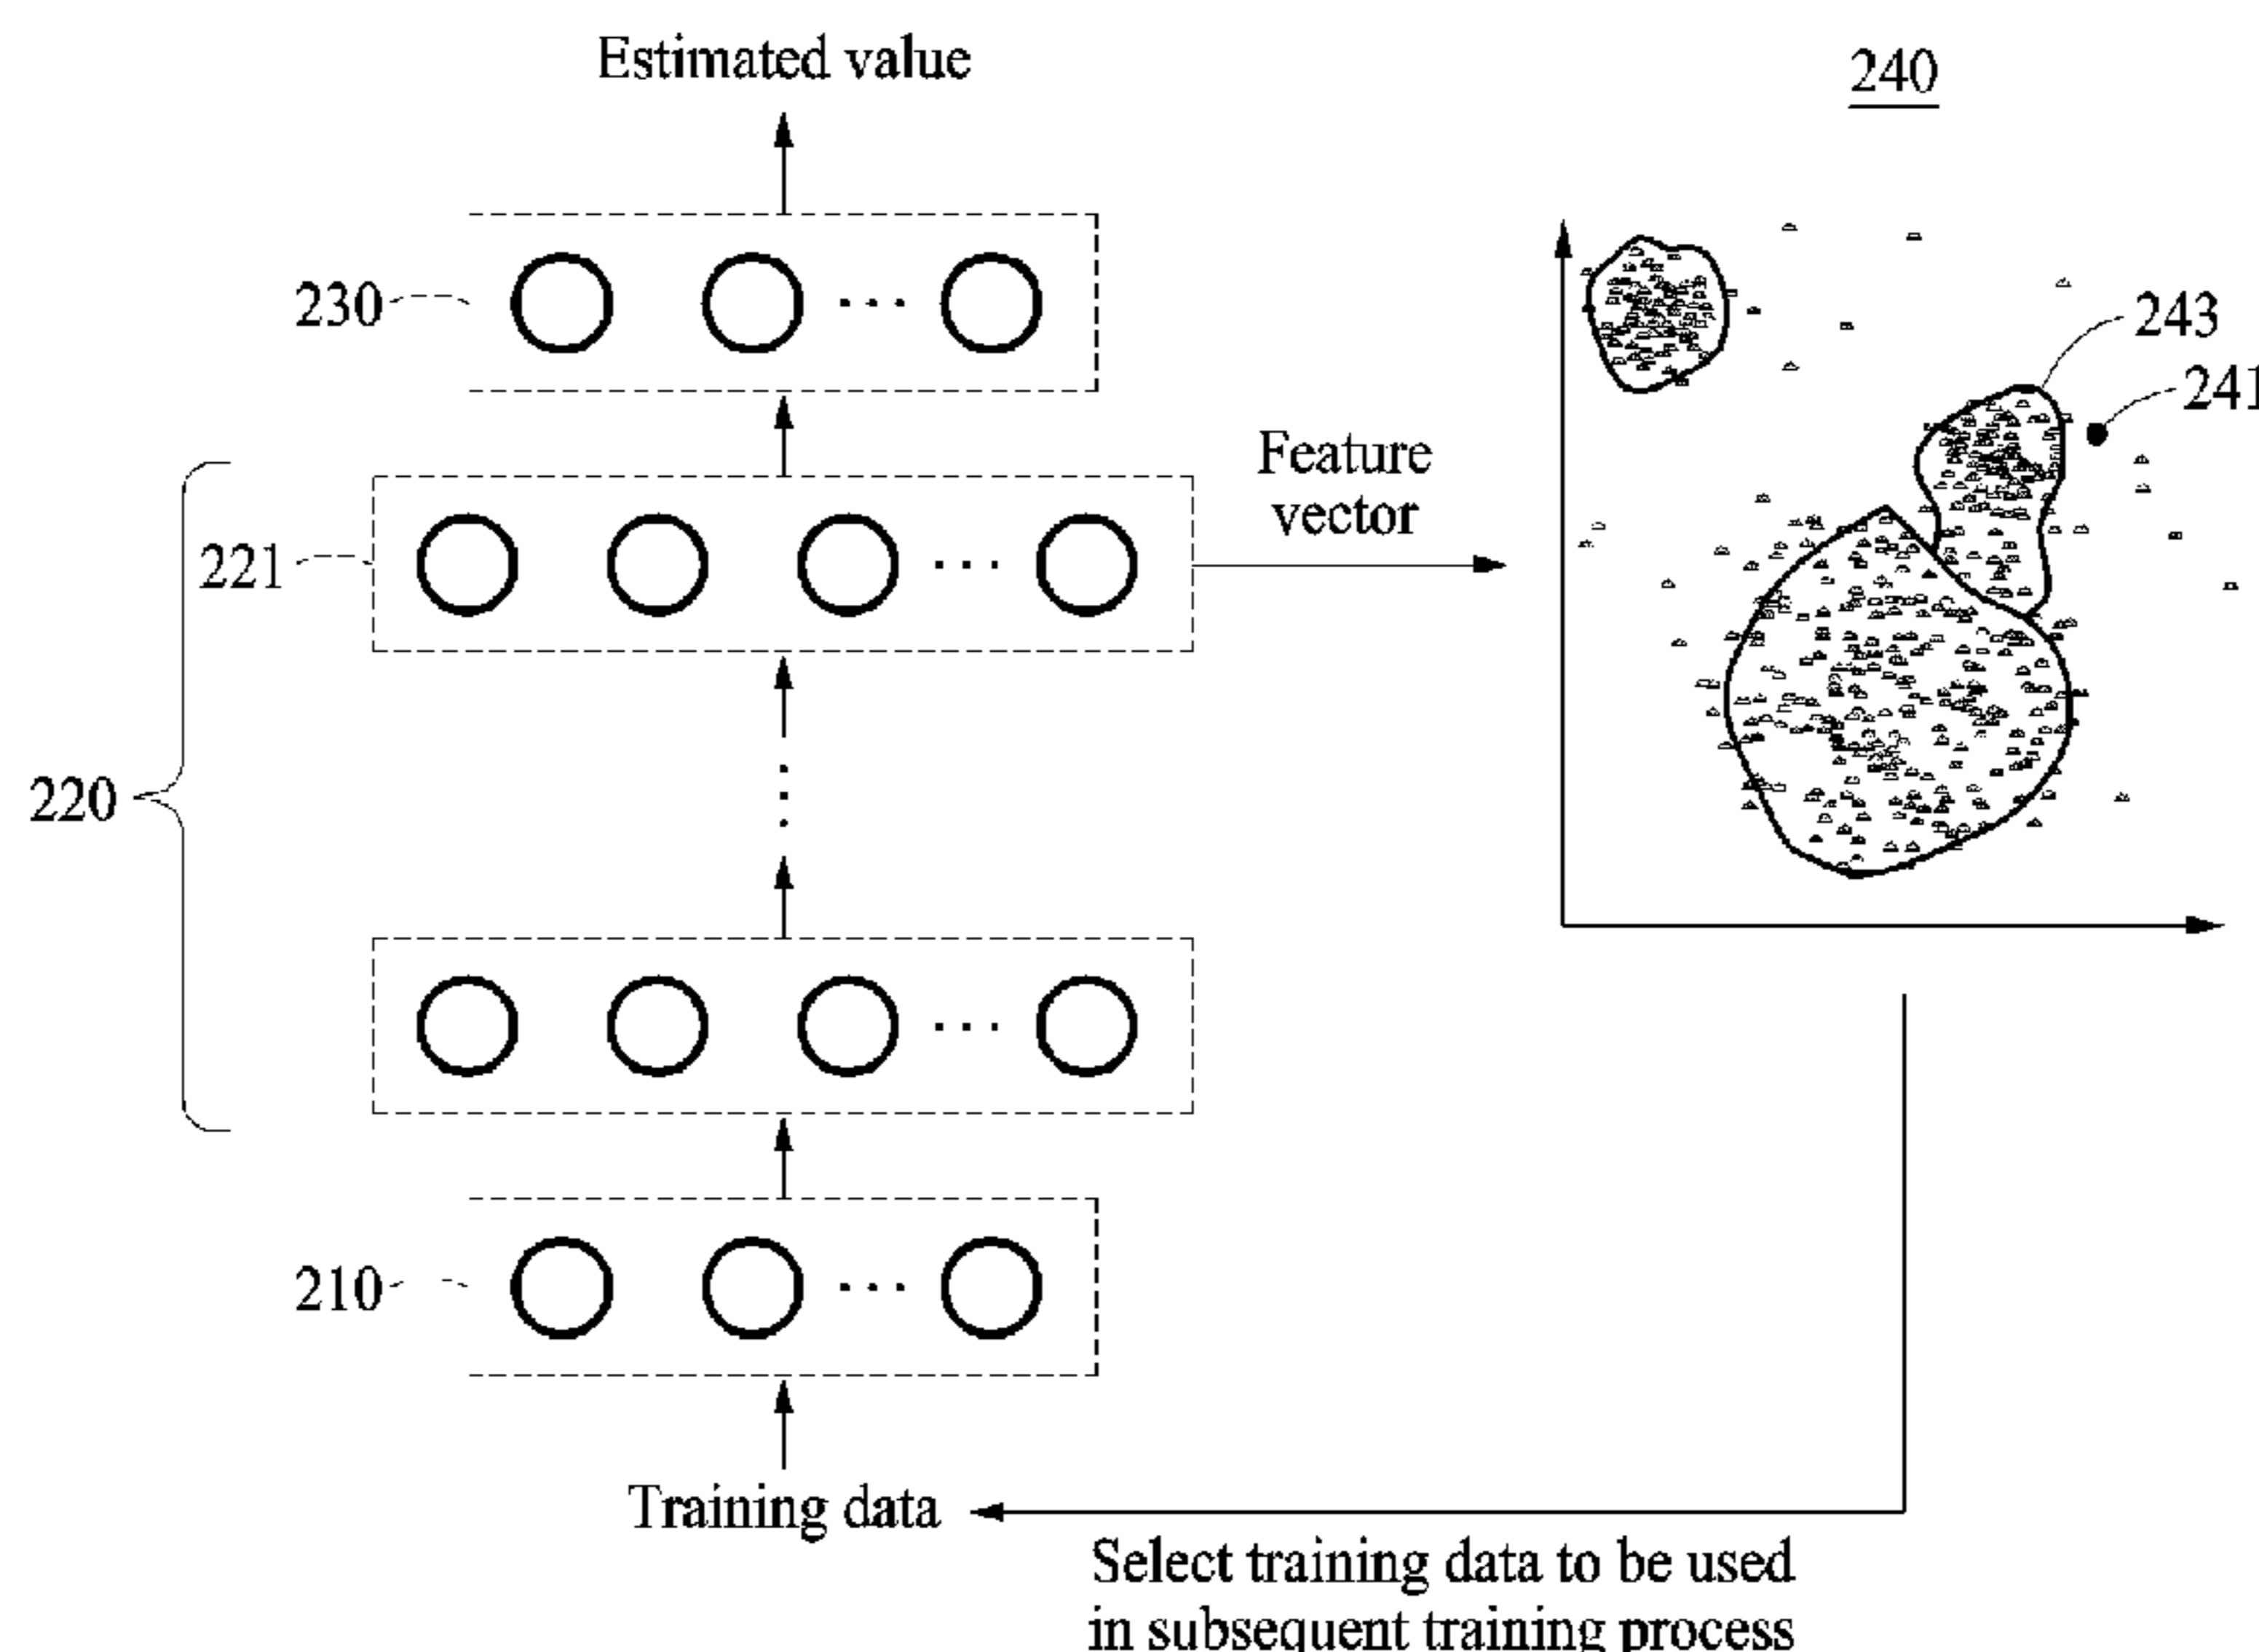 Estimated value
240
230
243
241
Feature
vector
221
220
210
Training data
Select training data to be used
in subsequent training process